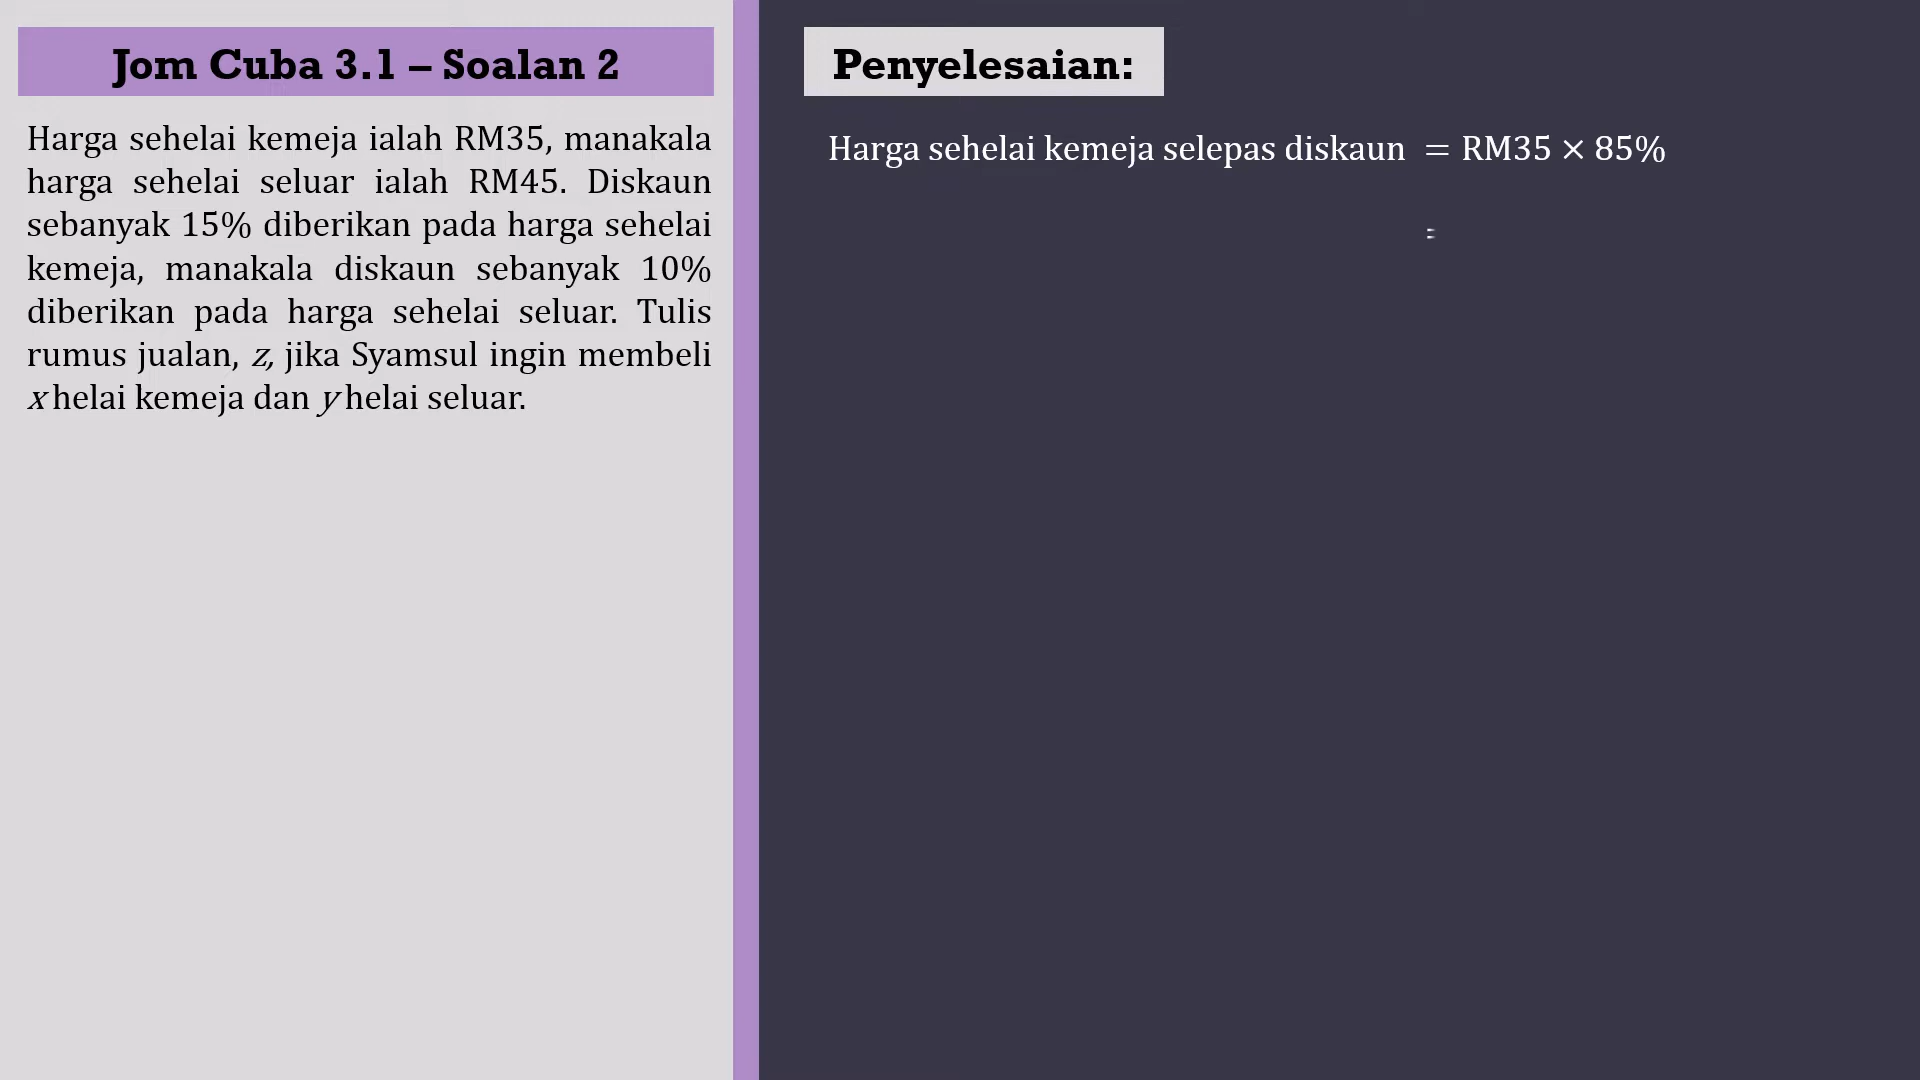 Jom Cuba 3.1 – Soalan 2
Harga sehelai kemeja ialah RM35, manakala
harga sehelai seluar ialah RM45. Diskaun
sebanyak 15% diberikan pada harga sehelai
kemeja, manakala diskaun sebanyak 10%
diberikan pada harga sehelai seluar. Tulis
rumus jualan, z, jika Syamsul ingin membeli
x helai kemeja dan y helai seluar.
Penyelesaian:
Harga sehelai kemeja selepas diskaun = RM35 × 85%
=